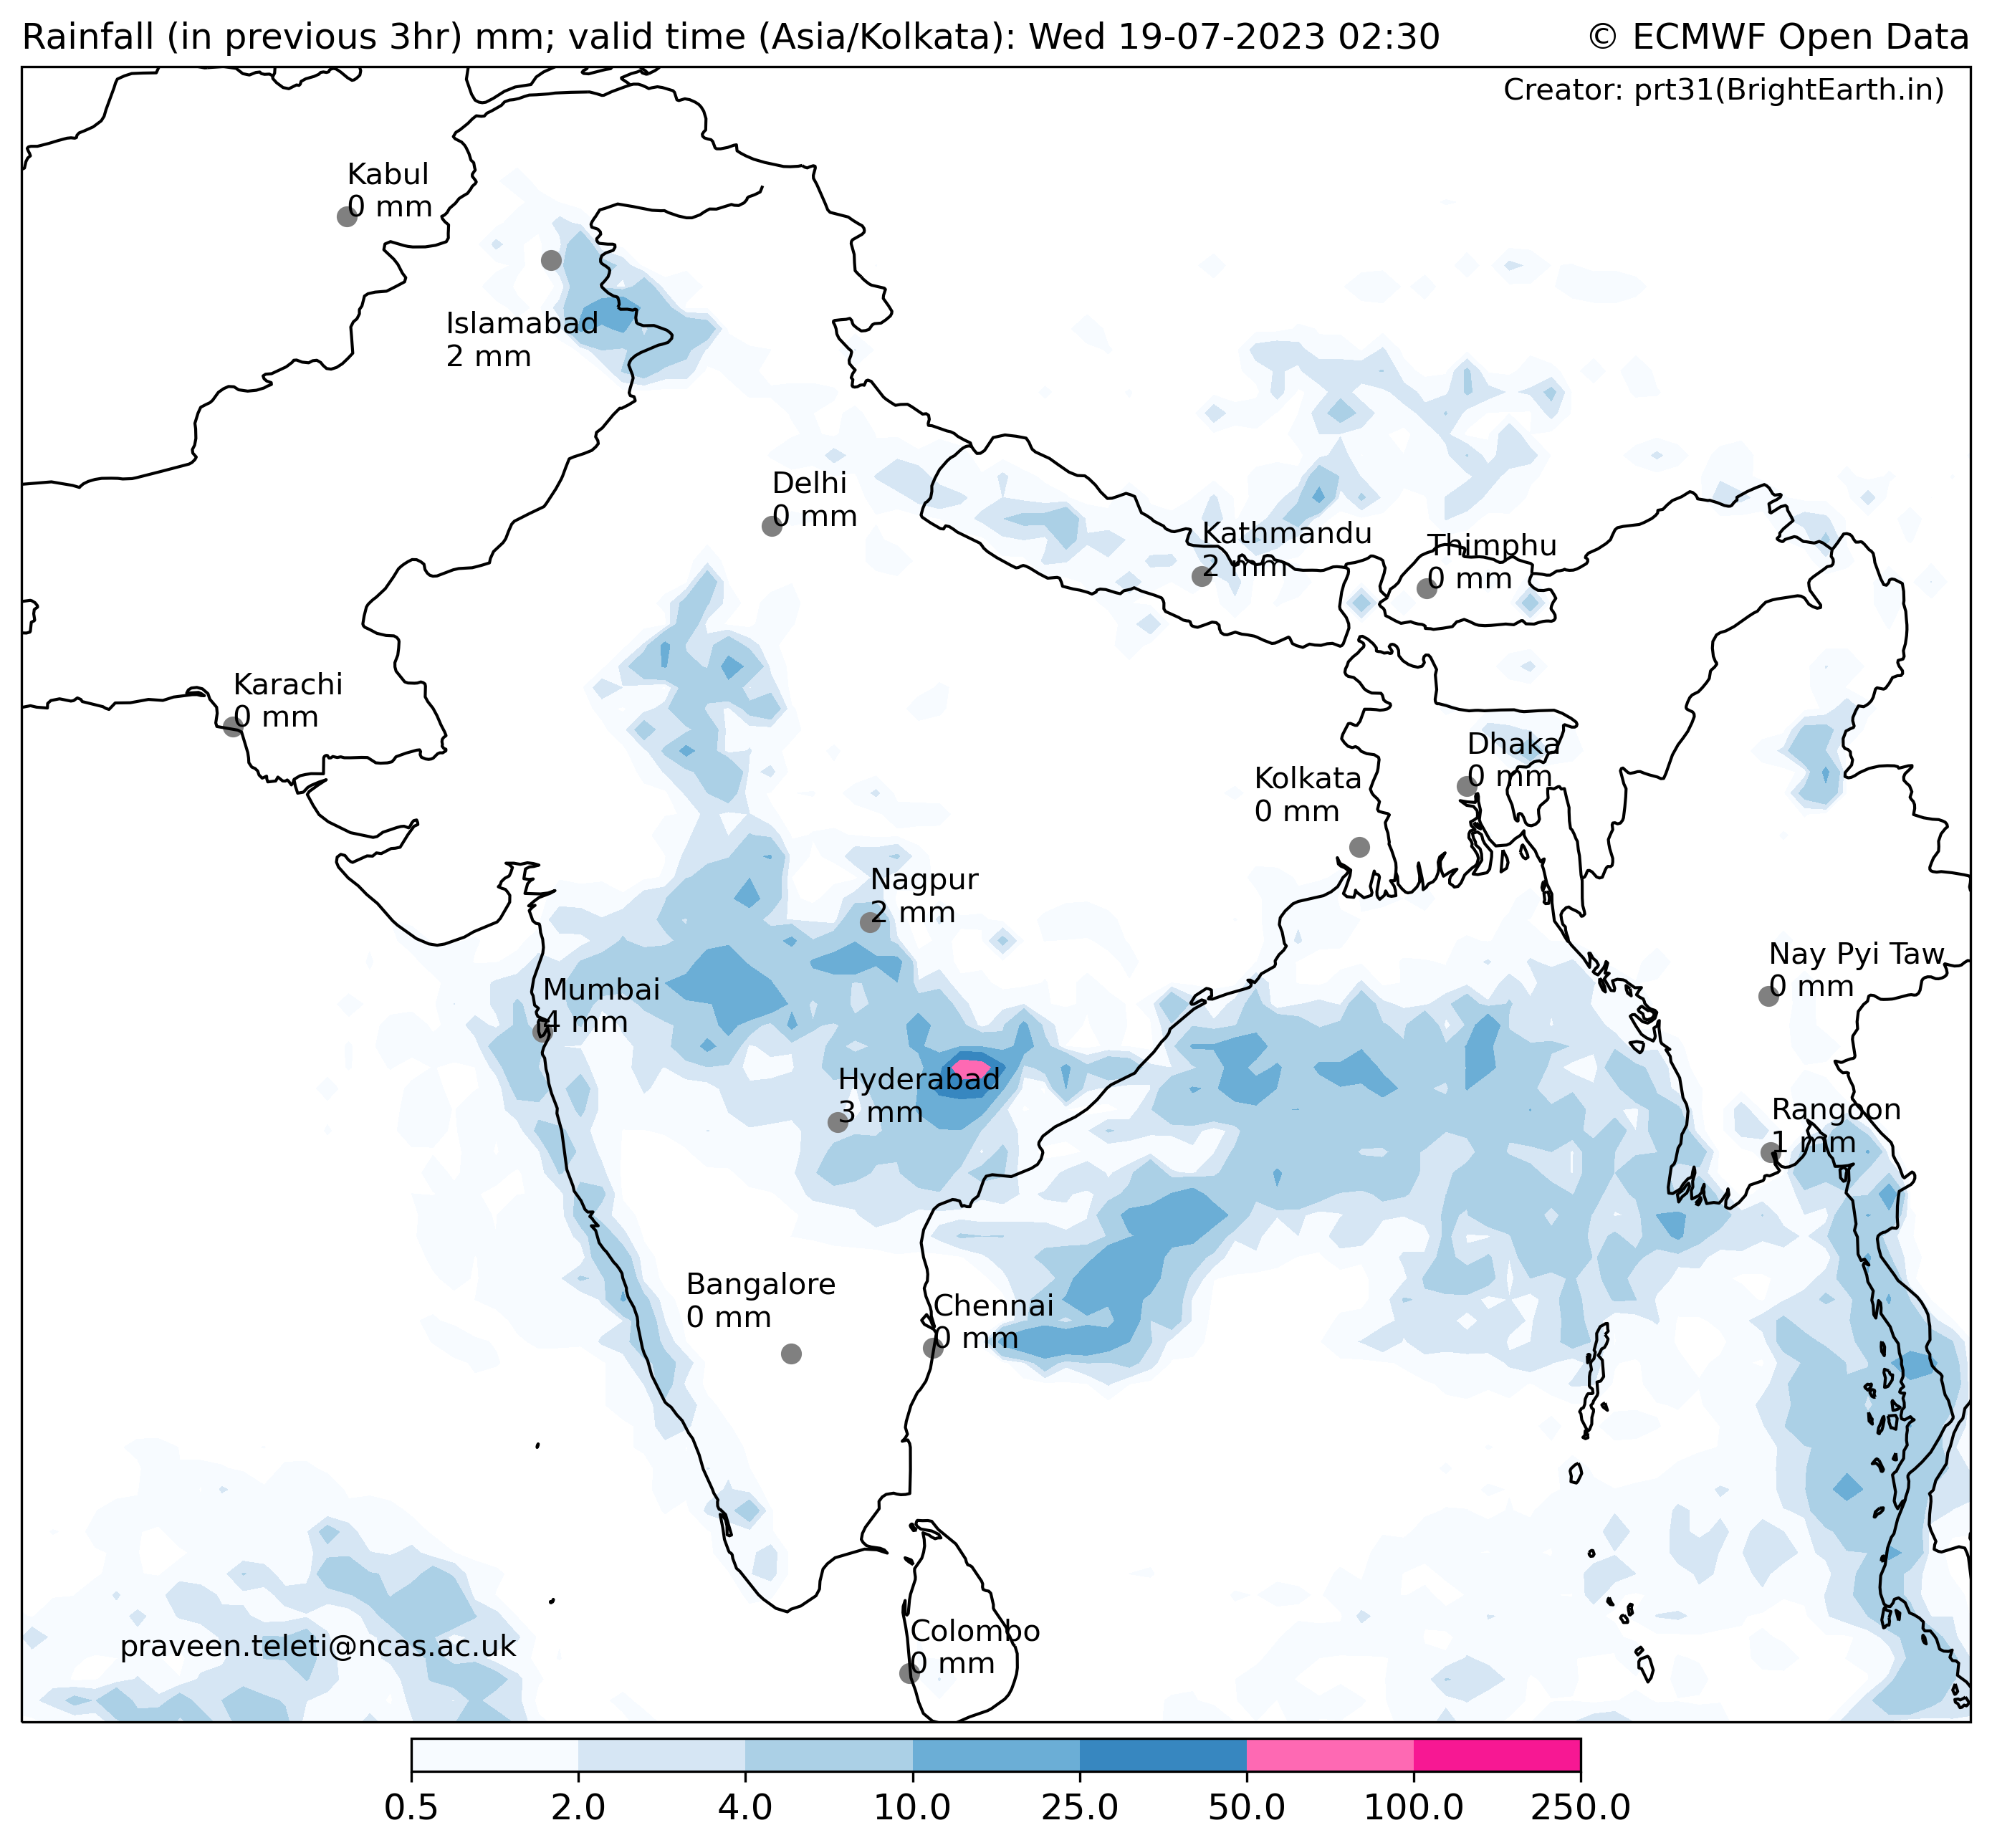 Rainfall (in previous 3hr) mm; valid time (Asia/Kolkata): Wed 19-07-2023 02:30
© ECMWF Open Data
Creator: prt31(BrightEarth.in)
Kabul
0 mm
Islamabad
2 mm
Delhi
0 mm
Kathmandu
2 mm
Thimphu
0 mm
Karachi
0 mm
Dhaka
0 mm
Kolkata
0 mm
Nagpur
2 mm
Nay Pyi Taw
0 mm
Mumbai
4 mm
Hyderabad
3 mm
Rangoon
1 mm
Bangalore
0 mm
Chennai
0 mm
Colombo
0 mm
praveen.teleti@ncas.ac.uk
0.5 2.0 4.0 10.0 25.0 50.0 100.0 250.0